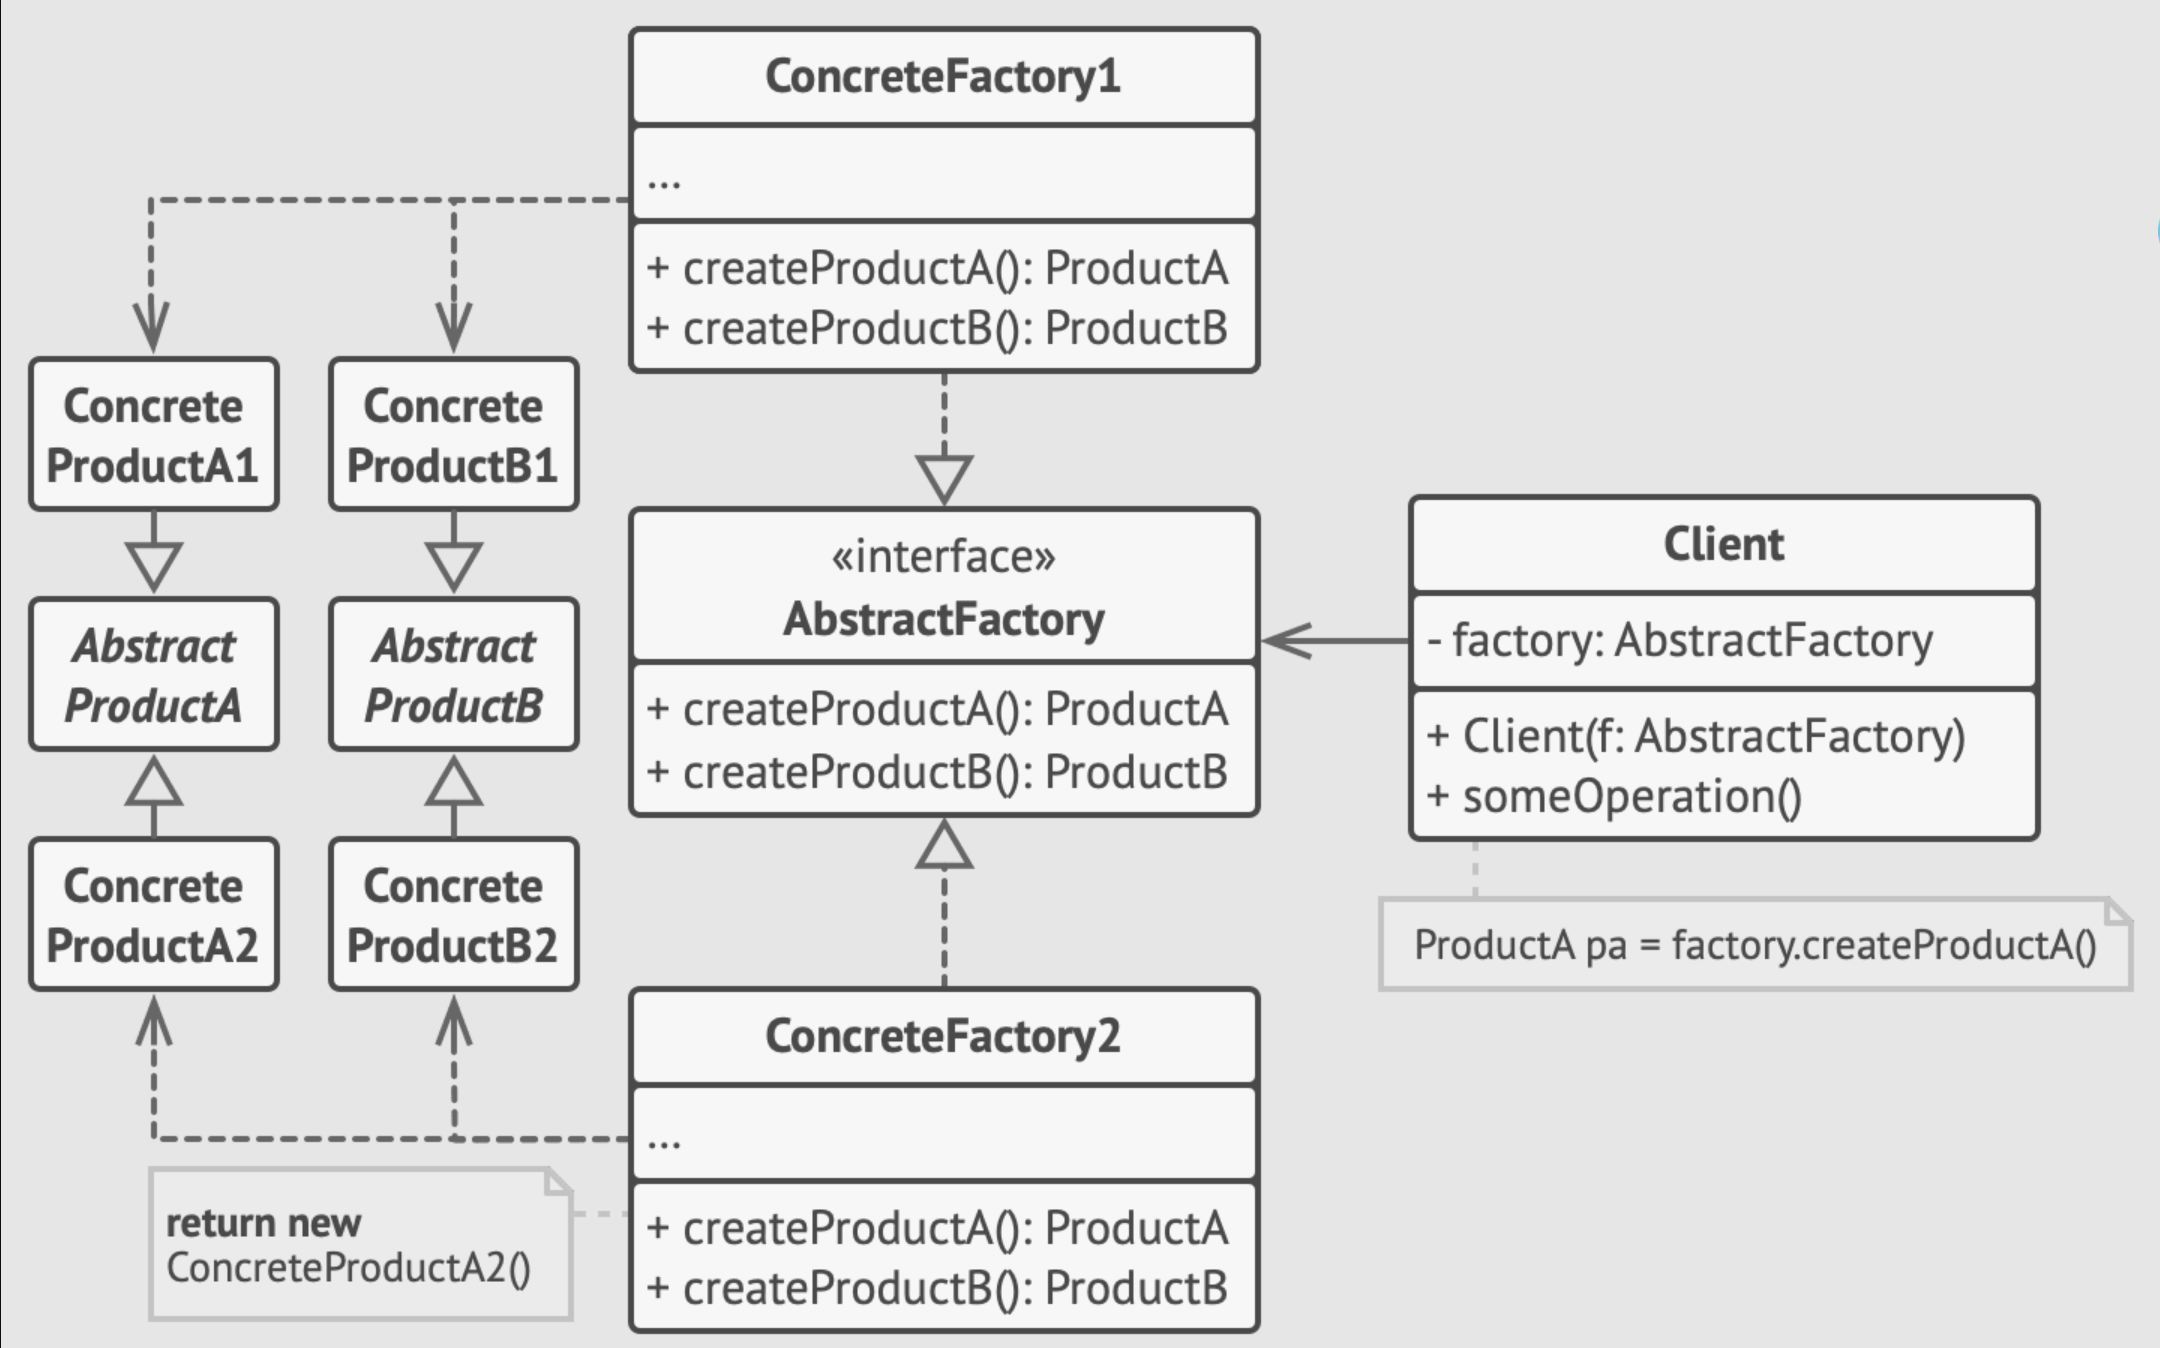 ConcreteFactory1
...
+ createProductA(): ProductA
+ createProductB(): ProductB
Concrete
ProductA1
Concrete
ProductB1
Abstract
ProductA
Abstract
ProductB
Concrete
ProductA2
Concrete
ProductB2
«interface»
AbstractFactory
+ createProductA(): ProductA
+ createProductB(): ProductB
Client
- factory: AbstractFactory
+ Client(f: AbstractFactory)
+ someOperation()
ProductA pa = factory.createProductA()
ConcreteFactory2
...
+ createProductA(): ProductA
+ createProductB(): ProductB
return new
ConcreteProductA2()